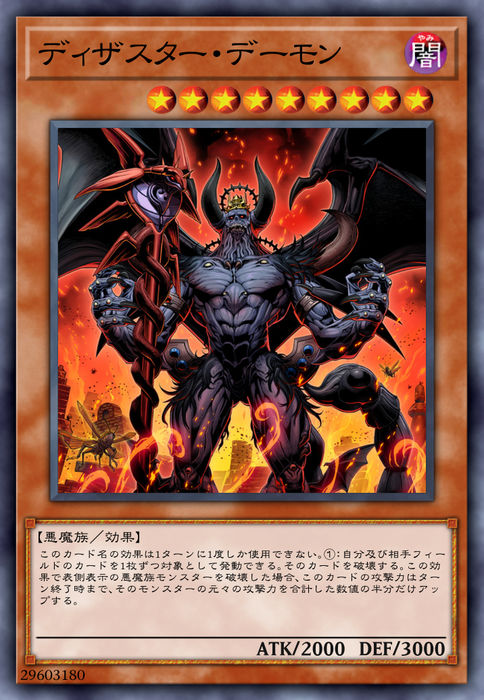 ディザスター・デーモン
やみ
闇
【悪魔族／効果】
このカード名の効果は1ターンに1度しか使用できない。①：自分及び相手フィー
ルドのカードを1枚ずつ対象として発動できる。そのカードを破壊する。この効
果で表側表示の悪魔族モンスターを破壊した場合、このカードの攻撃力はターン
終了時まで、そのモンスターの元々の攻撃力を合計した数値の半分だけアッ
プする。
ATK/2000 DEF/3000
29603180